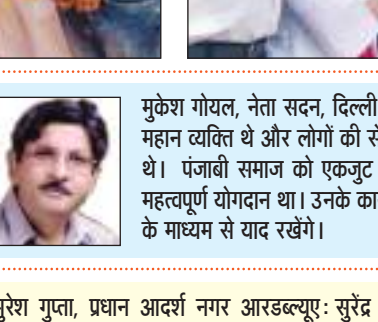 मुकेश गोयल, नेता सदन, दिल्ली
महान व्यक्ति थे और लोगों की से
थे। पंजाबी समाज को एकजुट
महत्वपूर्ण योगदान था। उनके का
के माध्यम से याद रखेंगे।
सुरेश गुप्ता, प्रधान आदर्श नगर आरडब्ल्यूए: सुरेंद्र